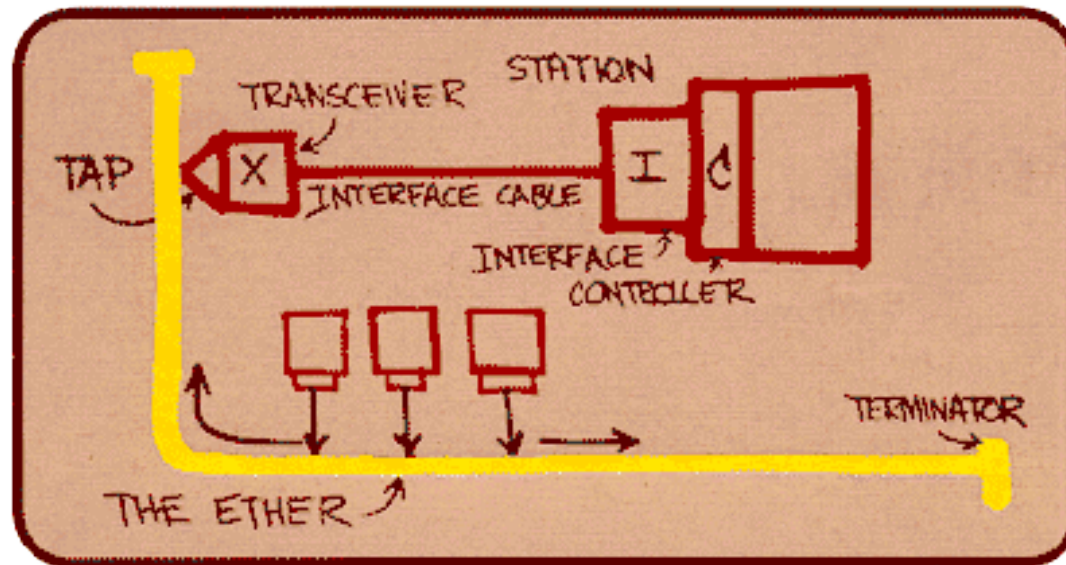 STATION
TRANSCEIVER
TAP
X
I
C
INTERFACE CABLE
INTERFACE
CONTROLLER
TERMINATOR
THE ETHER